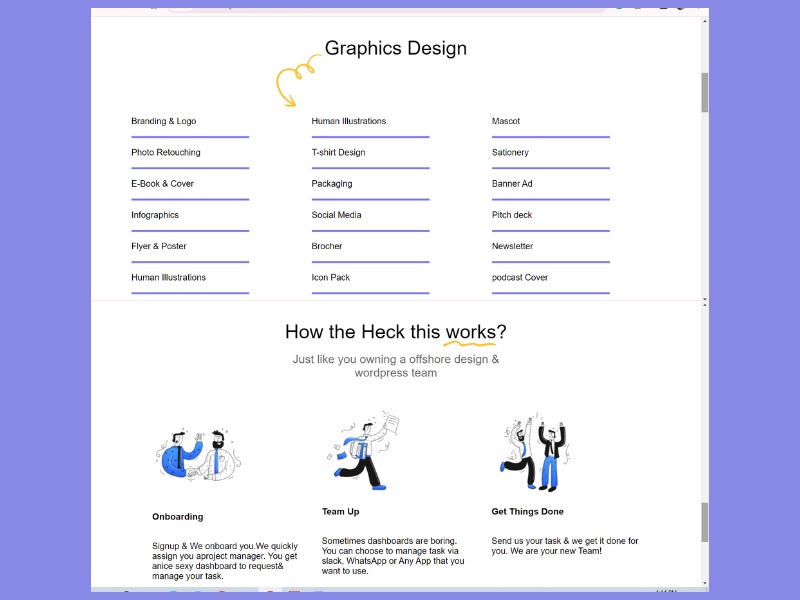 Graphics Design
Branding & Logo
Human Illustrations
Mascot
Photo Retouching
T-shirt Design
Sationery
E-Book & Cover
Packaging
Banner Ad
Infographics
Social Media
Pitch deck
Flyer & Poster
Brocher
Newsletter
Human Illustrations
Icon Pack
podcast Cover
How the Heck this works?
Just like you owning a offshore design &
wordpress team
Onboarding
Signup & We onboard you.We quickly
assign you aproject manager. You get
anice sexy dashboard to request&
manage your task.
Team Up
Sometimes dashboards are boring.
You can choose to manage task via
slack, WhatsApp or Any App that you
want to use.
Get Things Done
Send us your task & we get it done for
you. We are your new Team!